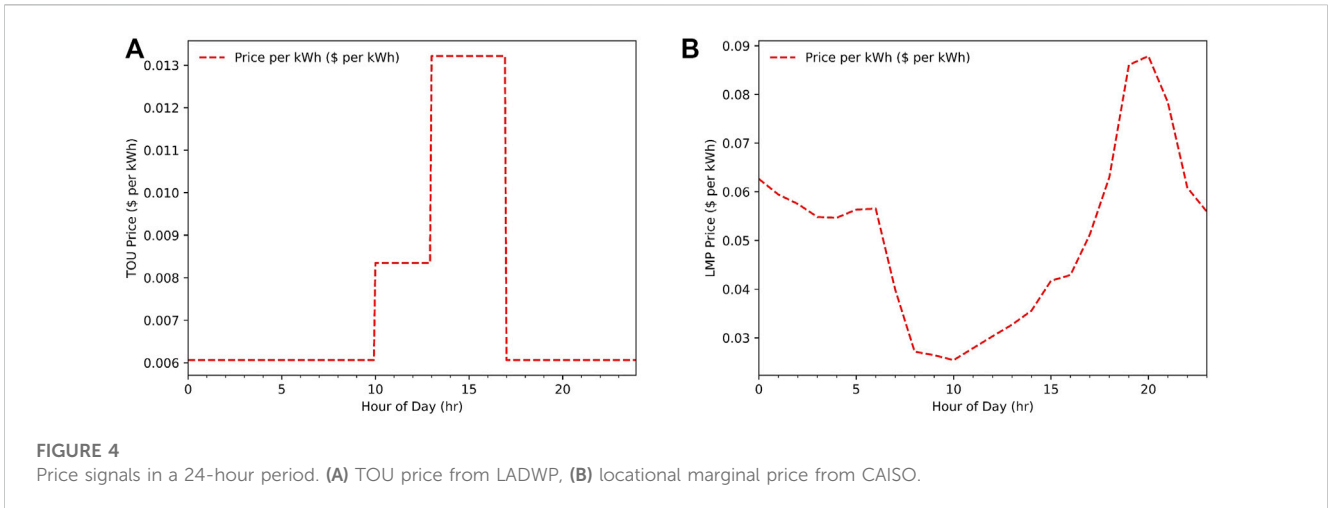 A
Price per kWh ($ per kWh)
TOU Price ($ per kWh)
0.013
0.012
0.011
0.010
0.009
0.008
0.007
0.006
0
5
10
15
20
Hour of Day (hr)
B
Price per kWh ($ per kWh)
LMP Price ($ per kWh)
0.09
0.08
0.07
0.06
0.05
0.04
0.03
0
5
10
15
20
Hour of Day (hr)
FIGURE 4
Price signals in a 24-hour period. (A) TOU price from LADWP, (B) locational marginal price from CAISO.